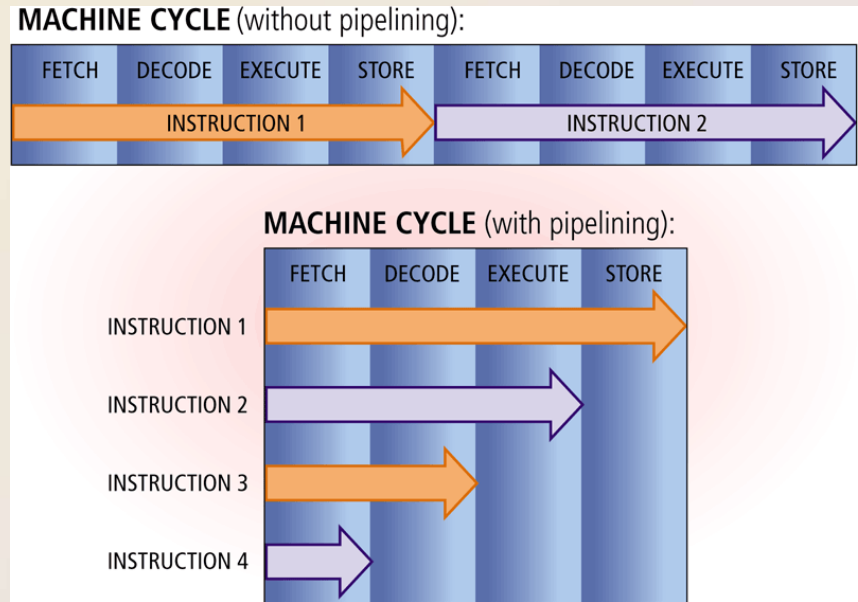 MACHINE CYCLE (without pipelining):
FETCH DECODE EXECUTE STORE FETCH DECODE EXECUTE STORE
INSTRUCTION 1 INSTRUCTION 2
MACHINE CYCLE (with pipelining):
FETCH DECODE EXECUTE STORE
INSTRUCTION 1
INSTRUCTION 2
INSTRUCTION 3
INSTRUCTION 4